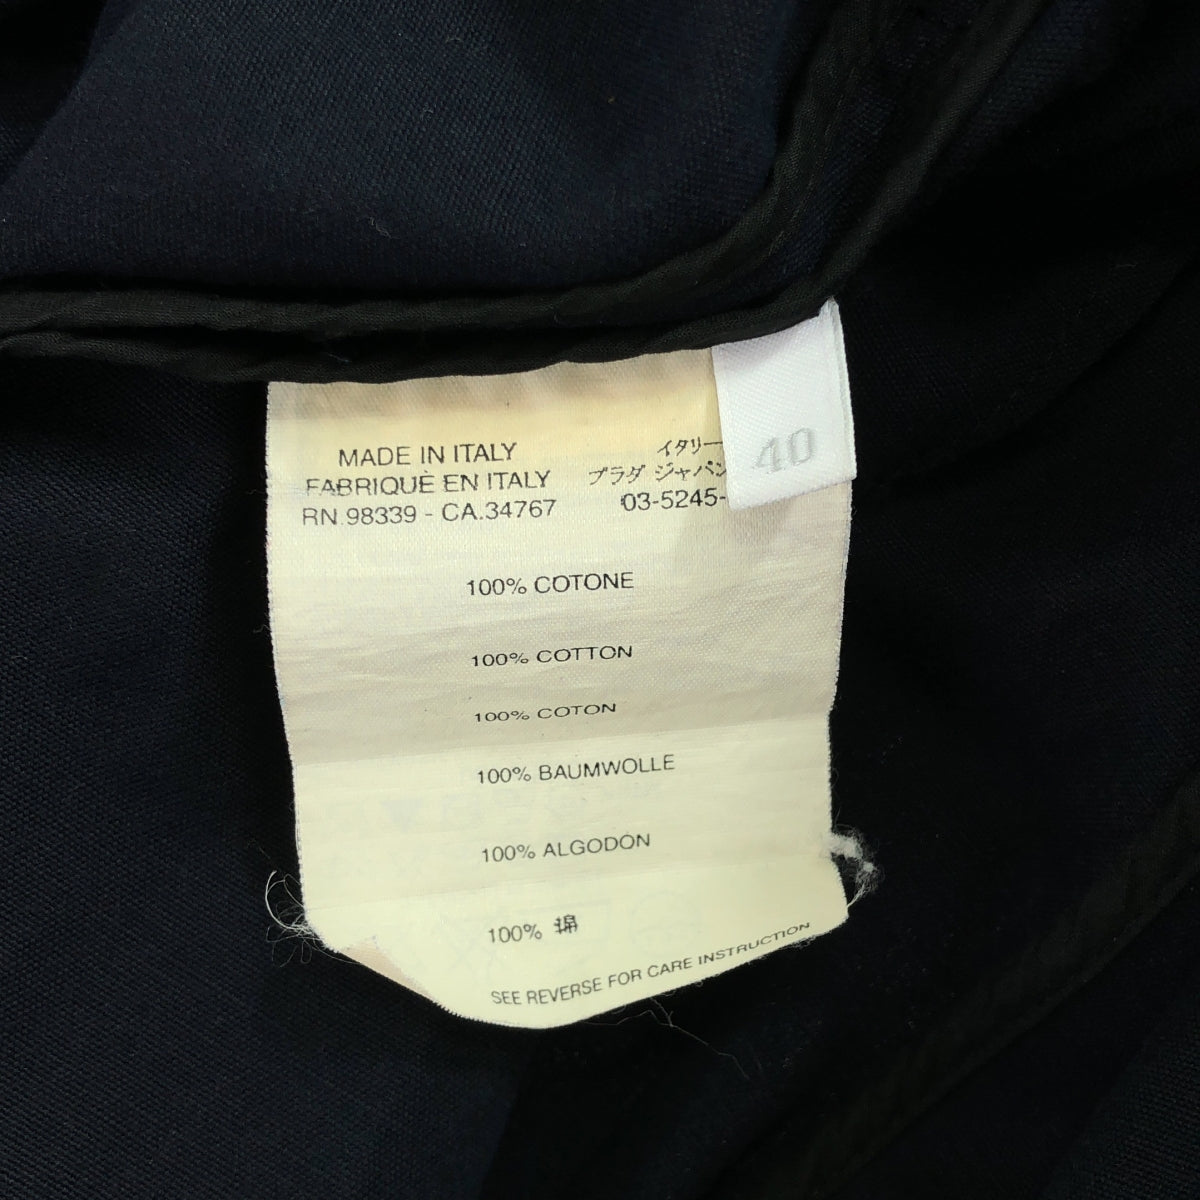 MADE IN ITALY
FABRIQUÈ EN ITALY
RN.98339 - CA.34767
イタリー
プラダ ジャパン
03-5245-
40
100% COTONE
100% COTTON
100% COTON
100% BAUMWOLLE
100% ALGODÓN
100% 綿
SEE REVERSE FOR CARE INSTRUCTION